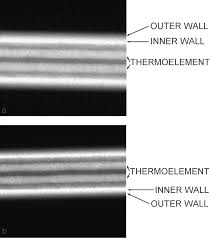 OUTER WALL
INNER WALL
THERMOELEMENT
a
THERMOELEMENT
INNER WALL
OUTER WALL
b